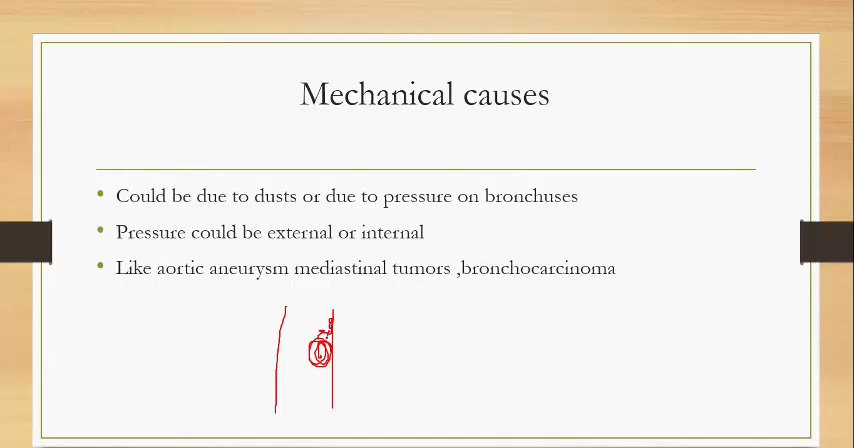 Mechanical causes
Could be due to dusts or due to pressure on bronchuses
Pressure could be external or internal
Like aortic aneurysm mediastinal tumors ,bronchocarcinoma